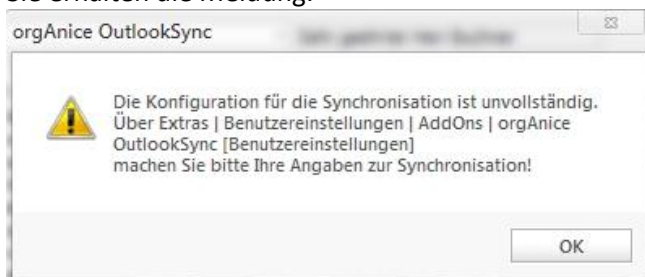 Sie erhalten die Meldung:
orgAnice OutlookSync
Die Konfiguration für die Synchronisation ist unvollständig.
Über Extras | Benutzereinstellungen | AddOns | orgAnice
OutlookSync [Benutzereinstellungen]
machen Sie bitte Ihre Angaben zur Synchronisation!
OK